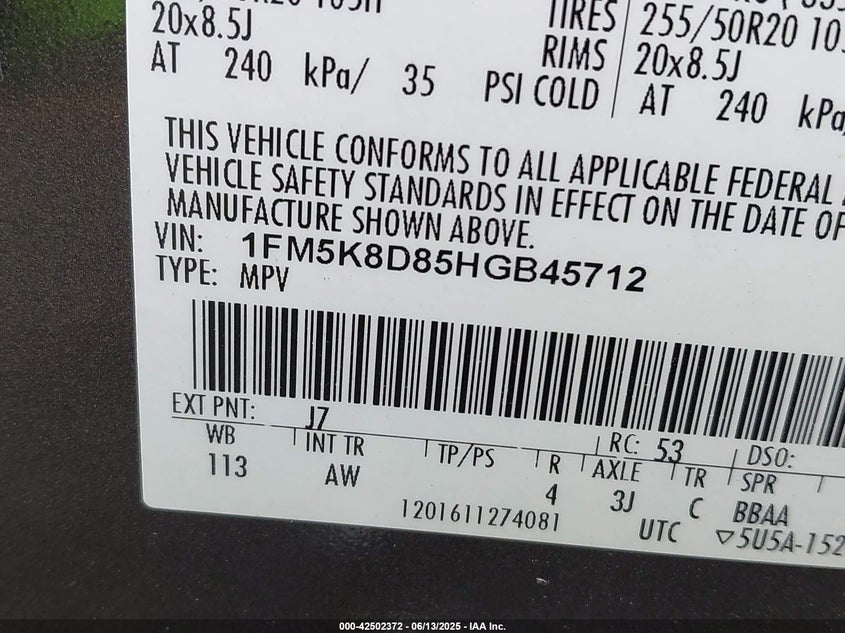 20x8.5J TIRES 255/50R20
AT 240 kPa/ 35 PSI COLD RIMS 20x8.5J
AT 240 kPa
THIS VEHICLE CONFORMS TO ALL APPLICABLE FEDERAL
VEHICLE SAFETY STANDARDS IN EFFECT ON THE DATE OF
MANUFACTURE SHOWN ABOVE.
VIN: 1FM5K8D85HGB45712
TYPE: MPV
EXT PNT: J7 RC: 53 DSO:
WB INT TR TP/PS R AXLE TR SPR
113 AW 4 3J C BBAA
1201611274081 UTC ▽5U5A-152
000-42502372 - 06/13/2025 - IAA Inc.